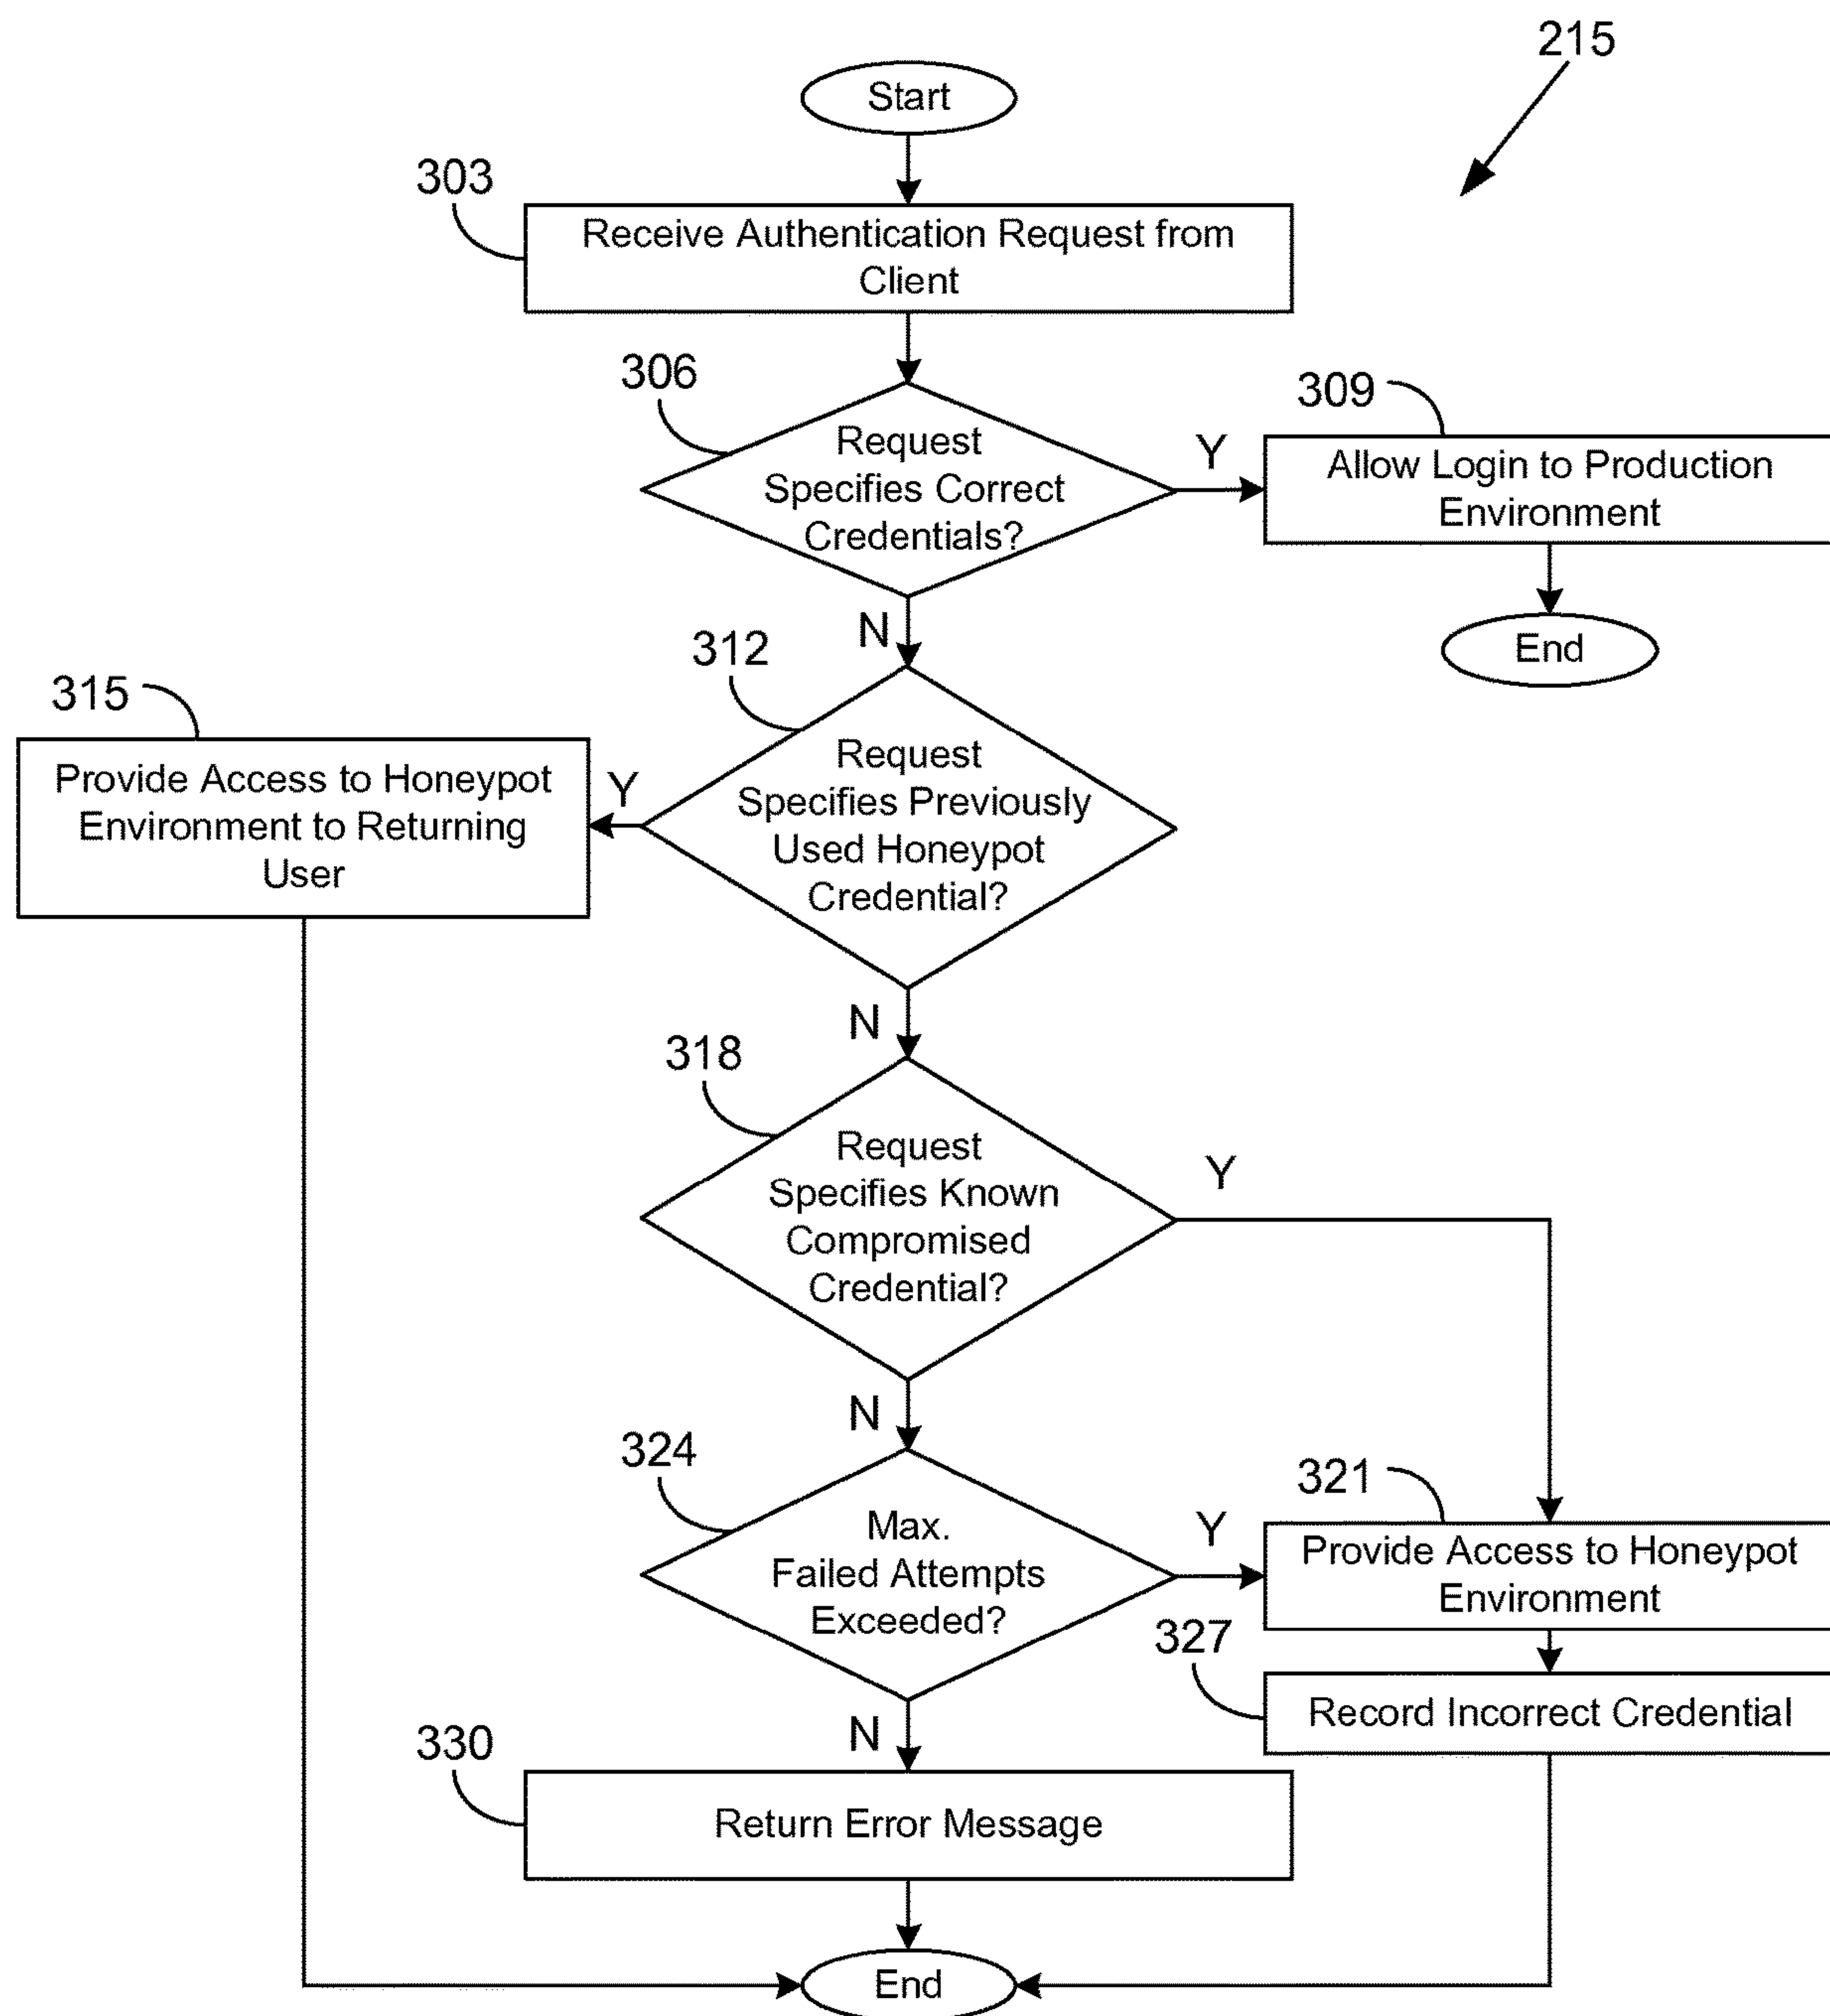 215
Start
303
Receive Authentication Request from
Client
306
Request
Specifies Correct
Credentials?
Y
309
Allow Login to Production
Environment
End
N
312
Request
Specifies Previously
Used Honeypot
Credential?
Y
315
Provide Access to Honeypot
Environment to Returning
User
N
318
Request
Specifies Known
Compromised
Credential?
Y
N
324
Max.
Failed Attempts
Exceeded?
Y
321
Provide Access to Honeypot
Environment
327
Record Incorrect Credential
N
330
Return Error Message
End